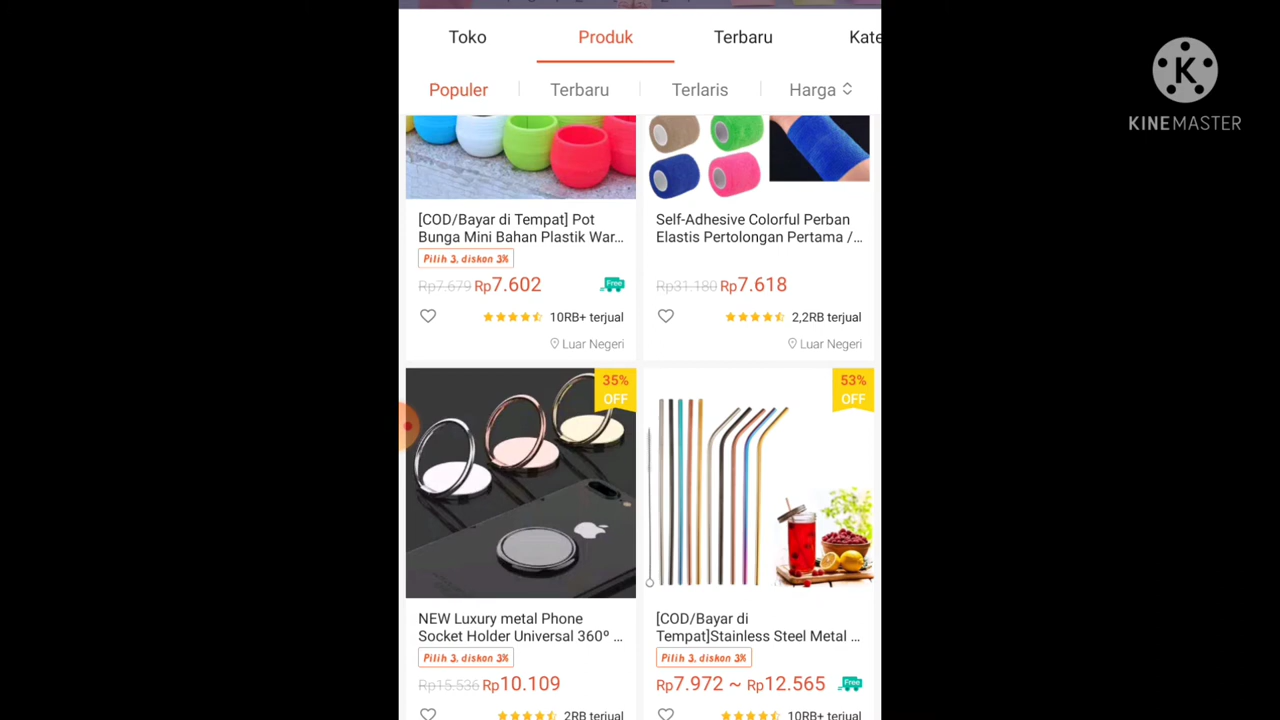 Toko
Produk
Terbaru
Kate
Populer
Terbaru
Terlaris
Harga
K
KINEMASTER
[COD/Bayar di Tempat] Pot
Bunga Mini Bahan Plastik War...
Pilih 3, diskon 3%
Rp7.679 Rp7.602
Free
10RB+ terjual
Luar Negeri
Self-Adhesive Colorful Perban
Elastis Pertolongan Pertama /...
Rp31.180 Rp7.618
2,2RB terjual
Luar Negeri
35%
OFF
NEW Luxury metal Phone
Socket Holder Universal 360º ...
Pilih 3, diskon 3%
Rp15.536 Rp10.109
2RB terjual
53%
OFF
[COD/Bayar di
Tempat]Stainless Steel Metal ...
Pilih 3, diskon 3%
Rp7.972 ~ Rp12.565
Free
10RB+ terjual